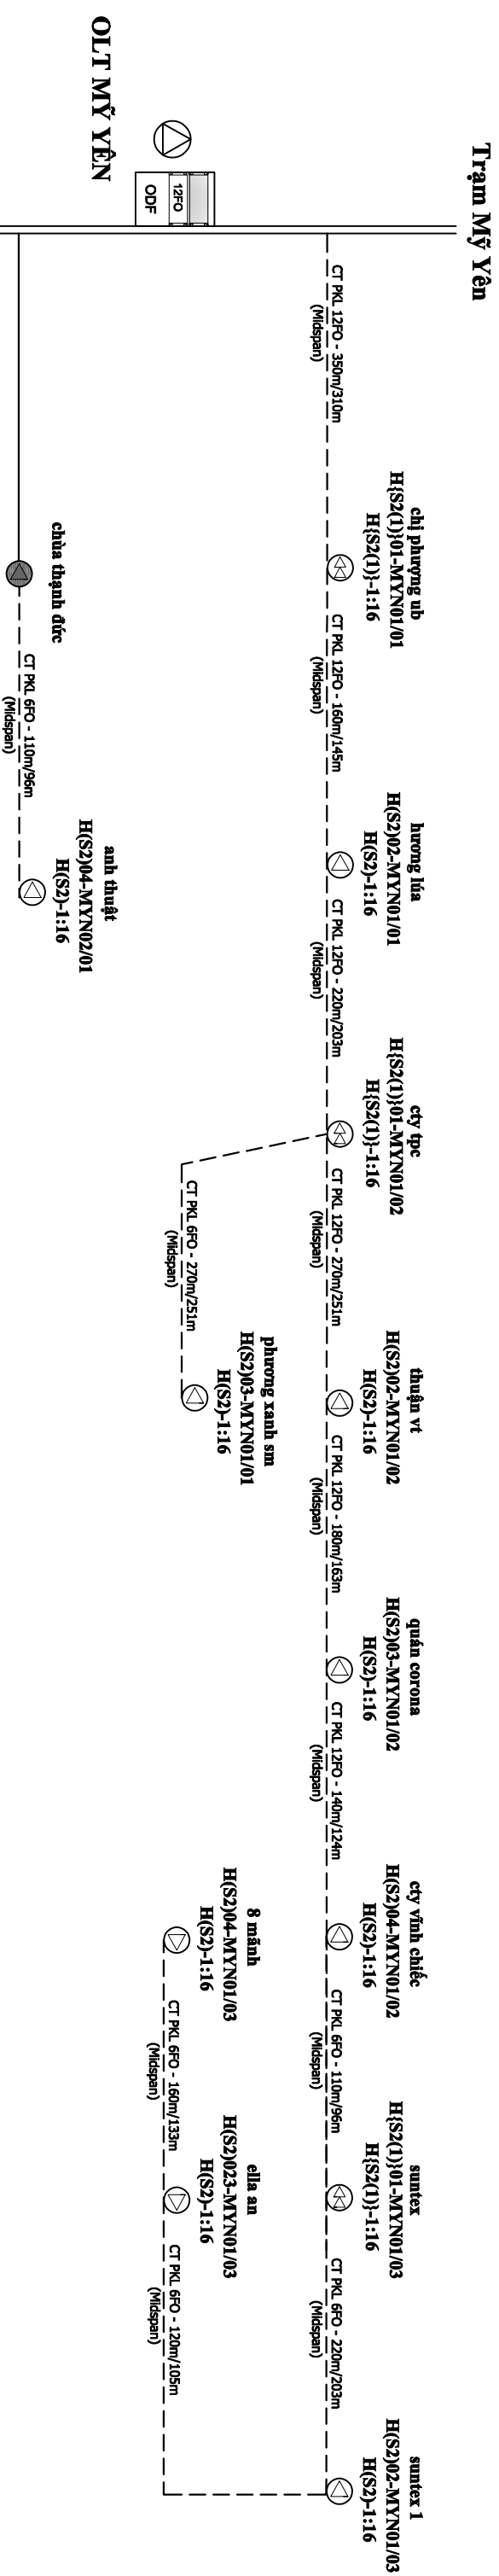 Trạm Mỹ Yên
OLT MỸ YÊN
ODF
12FO
CT PKL 12FO - 350m/310m
(Midspan)
chị phượng ub
H{S2(1)}01-MYN01/01
H{S2(1)}-1:16
CT PKL 12FO - 160m/145m
(Midspan)
hương lúa
H(S2)02-MYN01/01
H(S2)-1:16
CT PKL 12FO - 220m/203m
(Midspan)
cty tpc
H{S2(1)}01-MYN01/02
H{S2(1)}-1:16
CT PKL 12FO - 270m/251m
(Midspan)
thuận vt
H(S2)02-MYN01/02
H(S2)-1:16
CT PKL 12FO - 180m/163m
(Midspan)
quán corona
H(S2)03-MYN01/02
H(S2)-1:16
CT PKL 12FO - 140m/124m
(Midspan)
cty vĩnh chiếc
H(S2)04-MYN01/02
H(S2)-1:16
CT PKL 6FO - 110m/96m
(Midspan)
suntex
H{S2(1)}01-MYN01/03
H{S2(1)}-1:16
CT PKL 6FO - 220m/203m
(Midspan)
suntex 1
H(S2)02-MYN01/03
H(S2)-1:16
CT PKL 6FO - 270m/251m
(Midspan)
phương xanh sm
H(S2)03-MYN01/01
H(S2)-1:16
8 mãnh
H(S2)04-MYN01/03
H(S2)-1:16
CT PKL 6FO - 160m/133m
(Midspan)
ella an
H(S2)023-MYN01/03
H(S2)-1:16
CT PKL 6FO - 120m/105m
(Midspan)
chùa thạnh đức
CT PKL 6FO - 110m/96m
(Midspan)
anh thuật
H(S2)04-MYN02/01
H(S2)-1:16